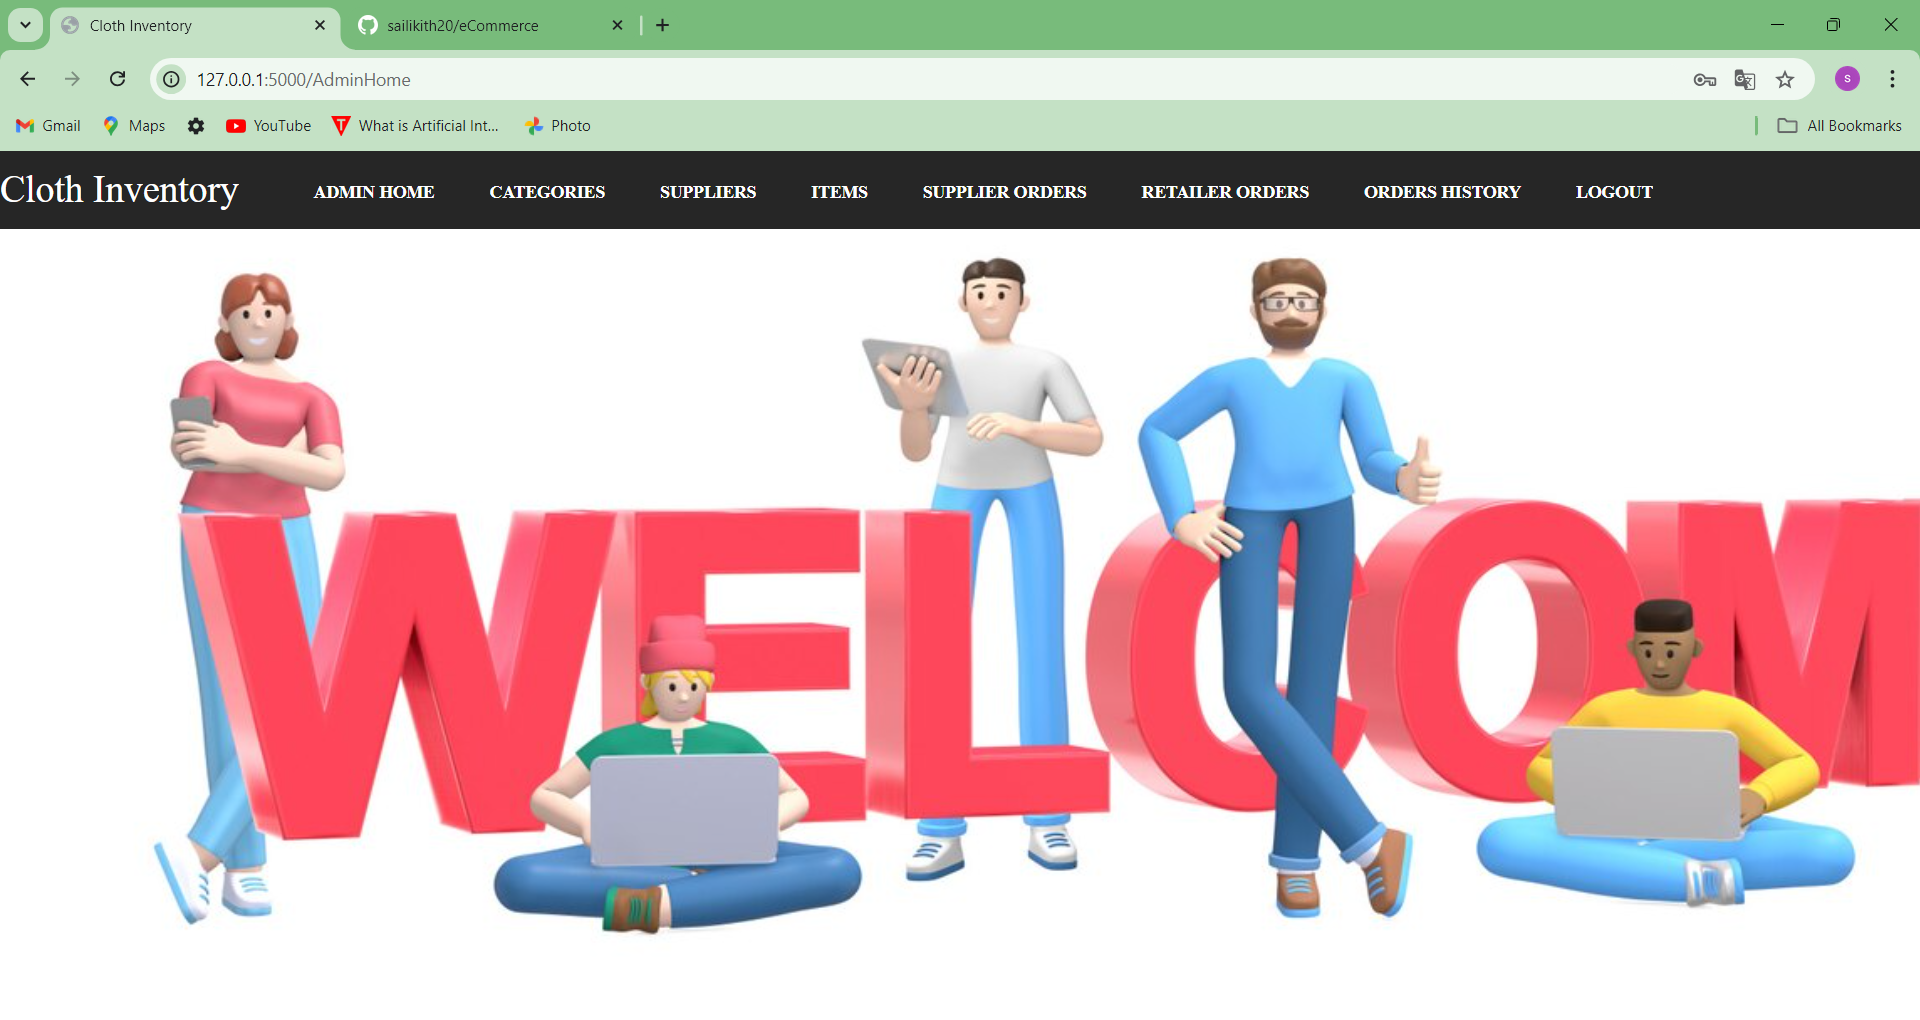 Cloth Inventory
sailikith20/eCommerce
127.0.0.1:5000/AdminHome
S
Gmail
Maps
YouTube
What is Artificial Int...
Photo
All Bookmarks
Cloth Inventory
ADMIN HOME
CATEGORIES
SUPPLIERS
ITEMS
SUPPLIER ORDERS
RETAILER ORDERS
ORDERS HISTORY
LOGOUT
WELCOM